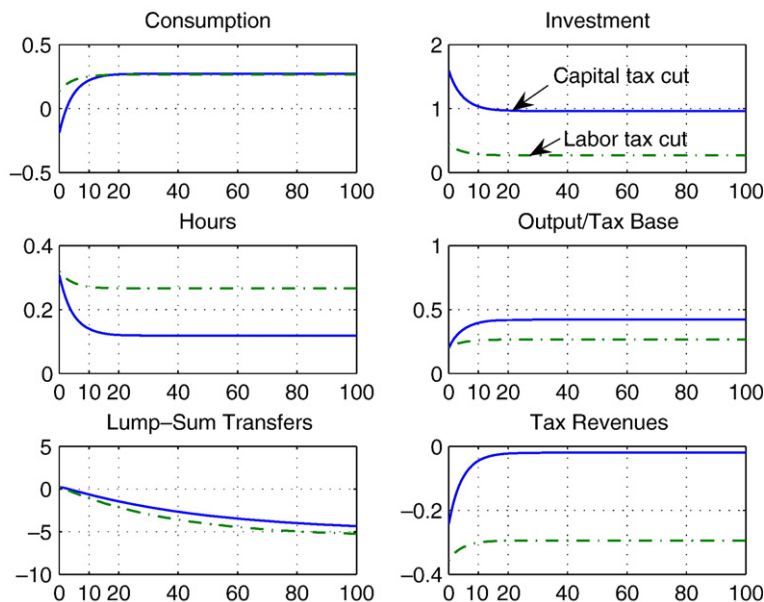 Consumption
0.5
0
−0.5
0 10 20 40 60 80 100
Investment
2
1
0
Capital tax cut
Labor tax cut
0 10 20 40 60 80 100
Hours
0.4
0.2
0
0 10 20 40 60 80 100
Output/Tax Base
1
0.5
0
0 10 20 40 60 80 100
Lump−Sum Transfers
5
0
−5
−10
0 10 20 40 60 80 100
Tax Revenues
0
−0.2
−0.4
0 10 20 40 60 80 100